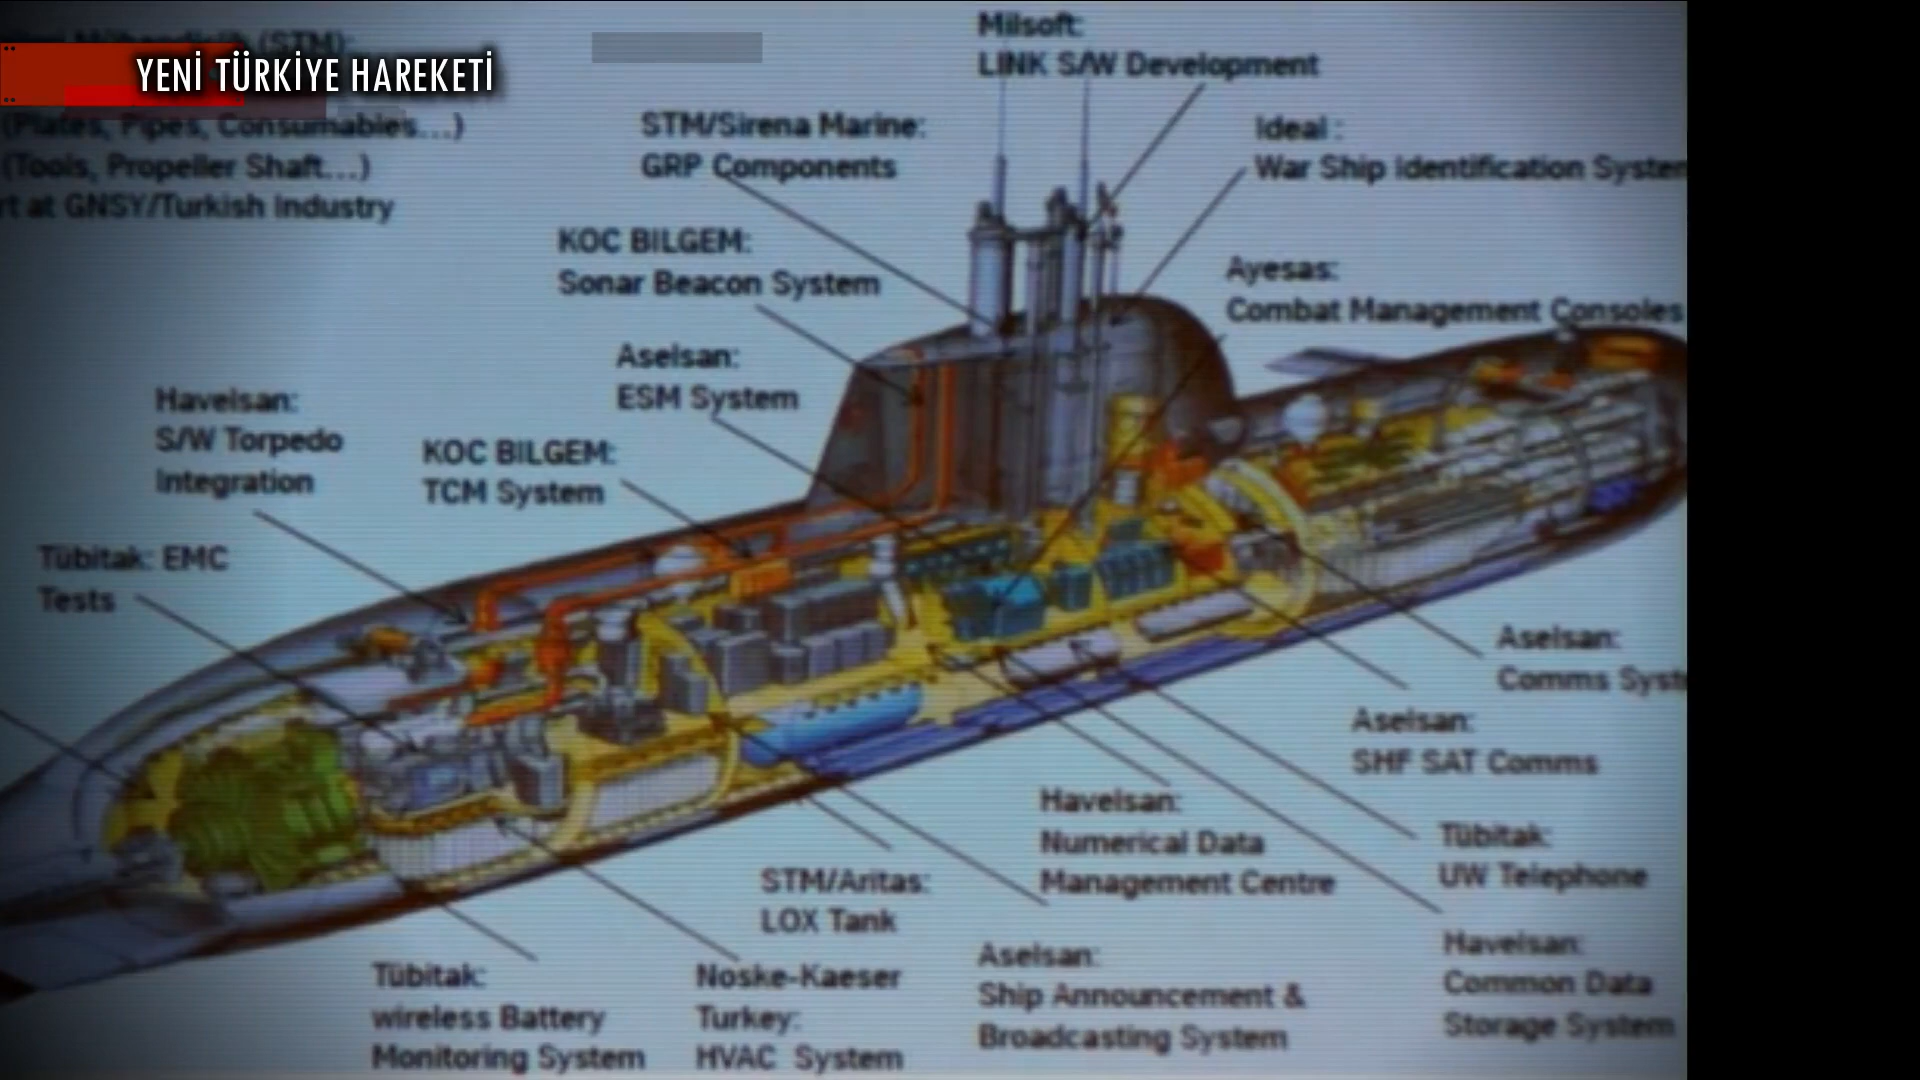 YENİ TÜRKİYE HAREKETİ
(STM):
(Plates, Pipes, Consumables...)
(Tools, Propeller Shaft...)
at GNSY/Turkish Industry
Milsoft:
LINK S/W Development
STM/Sirena Marine:
GRP Components
Ideal :
War Ship Identification System
KOC BILGEM:
Sonar Beacon System
Ayesas:
Combat Management Consoles
Aselsan:
ESM System
Havelsan:
S/W Torpedo
Integration
KOC BILGEM:
TCM System
Tübitak: EMC
Tests
Aselsan:
Comms Syst
Aselsan:
SHF SAT Comms
Havelsan:
Numerical Data
Management Centre
Tübitak:
UW Telephone
STM/Aritas:
LOX Tank
Havelsan:
Common Data
Storage System
Aselsan:
Ship Announcement &
Broadcasting System
Tübitak:
wireless Battery
Monitoring System
Noske-Kaeser
Turkey:
HVAC System